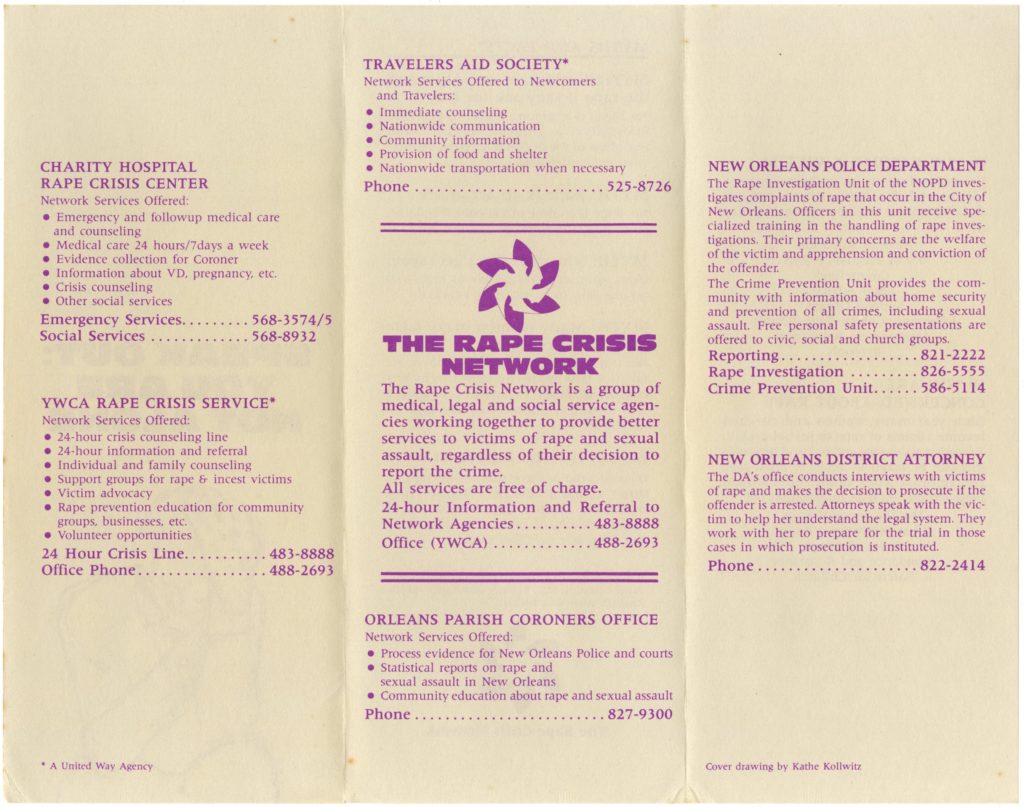 CHARITY HOSPITAL
RAPE CRISIS CENTER
Network Services Offered:
● Emergency and followup medical care
and counseling
● Medical care 24 hours/7days a week
● Evidence collection for Coroner
● Information about VD, pregnancy, etc.
● Crisis counseling
● Other social services
Emergency Services......... 568-3574/5
Social Services ............ 568-8932
YWCA RAPE CRISIS SERVICE*
Network Services Offered:
● 24-hour crisis counseling line
● 24-hour information and referral
● Individual and family counseling
● Support groups for rape & incest victims
● Victim advocacy
● Rape prevention education for community
groups, businesses, etc.
● Volunteer opportunities
24 Hour Crisis Line.......... 483-8888
Office Phone................ 488-2693
* A United Way Agency
TRAVELERS AID SOCIETY*
Network Services Offered to Newcomers
and Travelers:
● Immediate counseling
● Nationwide communication
● Community information
● Provision of food and shelter
● Nationwide transportation when necessary
Phone ........................ 525-8726
THE RAPE CRISIS
NETWORK
The Rape Crisis Network is a group of
medical, legal and social service agen-
cies working together to provide better
services to victims of rape and sexual
assault, regardless of their decision to
report the crime.
All services are free of charge.
24-hour Information and Referral to
Network Agencies .......... 483-8888
Office (YWCA) ............. 488-2693
ORLEANS PARISH CORONERS OFFICE
Network Services Offered:
● Process evidence for New Orleans Police and courts
● Statistical reports on rape and
sexual assault in New Orleans
● Community education about rape and sexual assault
Phone ........................ 827-9300
NEW ORLEANS POLICE DEPARTMENT
The Rape Investigation Unit of the NOPD inves-
tigates complaints of rape that occur in the City of
New Orleans. Officers in this unit receive spe-
cialized training in the handling of rape inves-
tigations. Their primary concerns are the welfare
of the victim and apprehension and conviction of
the offender.
The Crime Prevention Unit provides the com-
munity with information about home security
and prevention of all crimes, including sexual
assault. Free personal safety presentations are
offered to civic, social and church groups.
Reporting.................. 821-2222
Rape Investigation ......... 826-5555
Crime Prevention Unit...... 586-5114
NEW ORLEANS DISTRICT ATTORNEY
The DA's office conducts interviews with victims
of rape and makes the decision to prosecute if the
offender is arrested. Attorneys speak with the vic-
tim to help her understand the legal system. They
work with her to prepare for the trial in those
cases in which prosecution is instituted.
Phone ..................... 822-2414
Cover drawing by Kathe Kollwitz